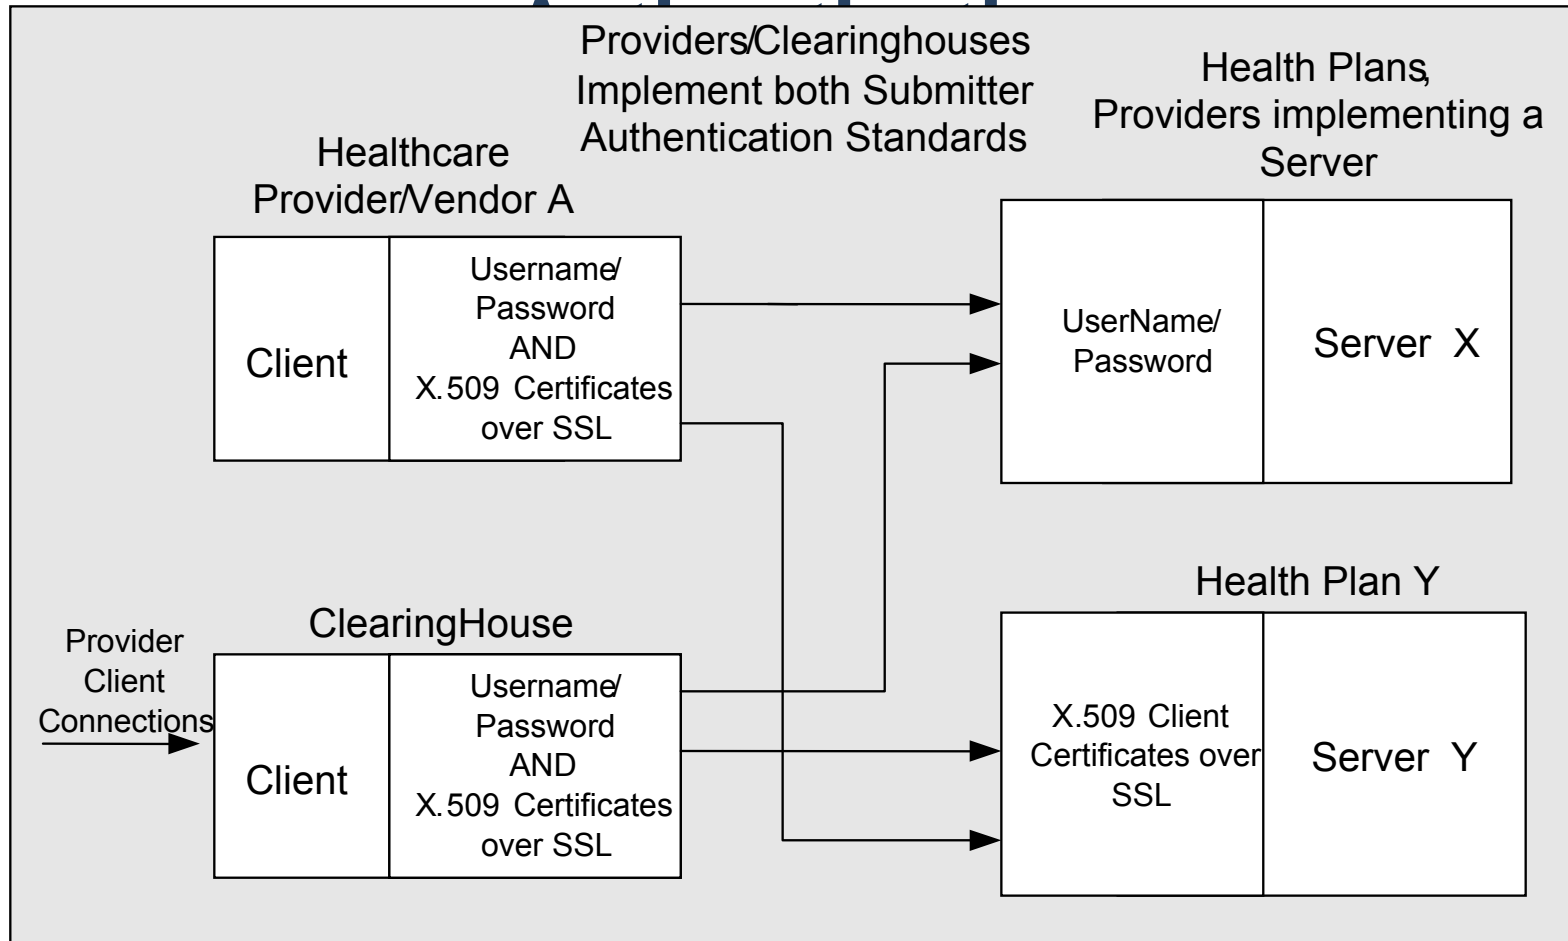 Providers/Clearinghouses
Implement both Submitter
Authentication Standards
Health Plans,
Providers implementing a
Server
Healthcare
Provider/Vendor A
Client
Username/
Password
AND
X.509 Certificates
over SSL
UserName/
Password
Server X
ClearingHouse
Provider
Client
Connections
Client
Username/
Password
AND
X.509 Certificates
over SSL
Health Plan Y
X.509 Client
Certificates over
SSL
Server Y